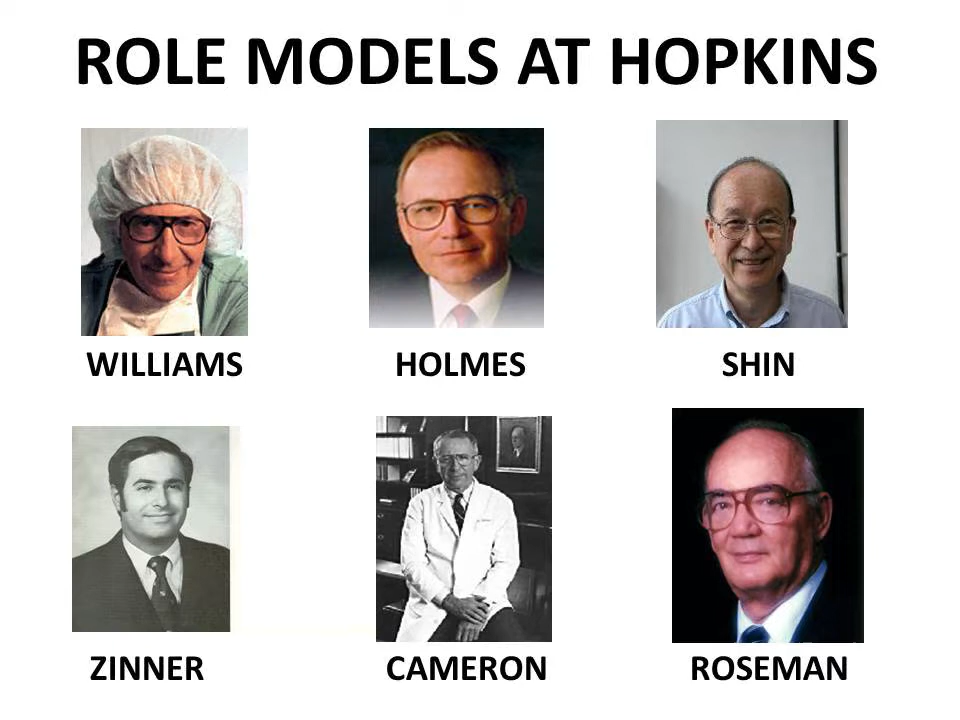 ROLE MODELS AT HOPKINS
WILLIAMS
HOLMES
SHIN
ZINNER
CAMERON
ROSEMAN